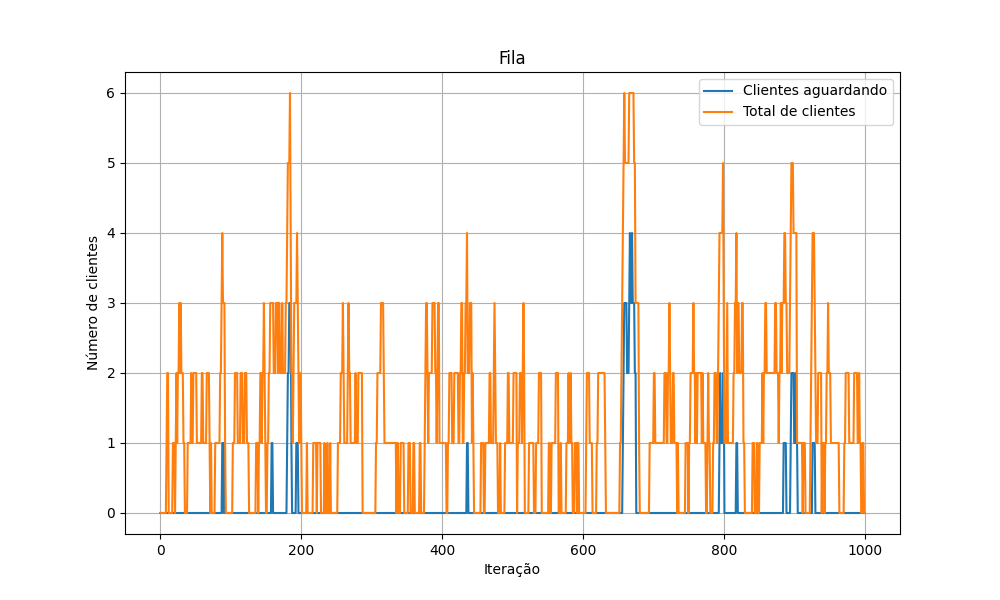 Fila
Clientes aguardando
Total de clientes
6
5
4
3
2
1
0
Número de clientes
0 200 400 600 800 1000
Iteração